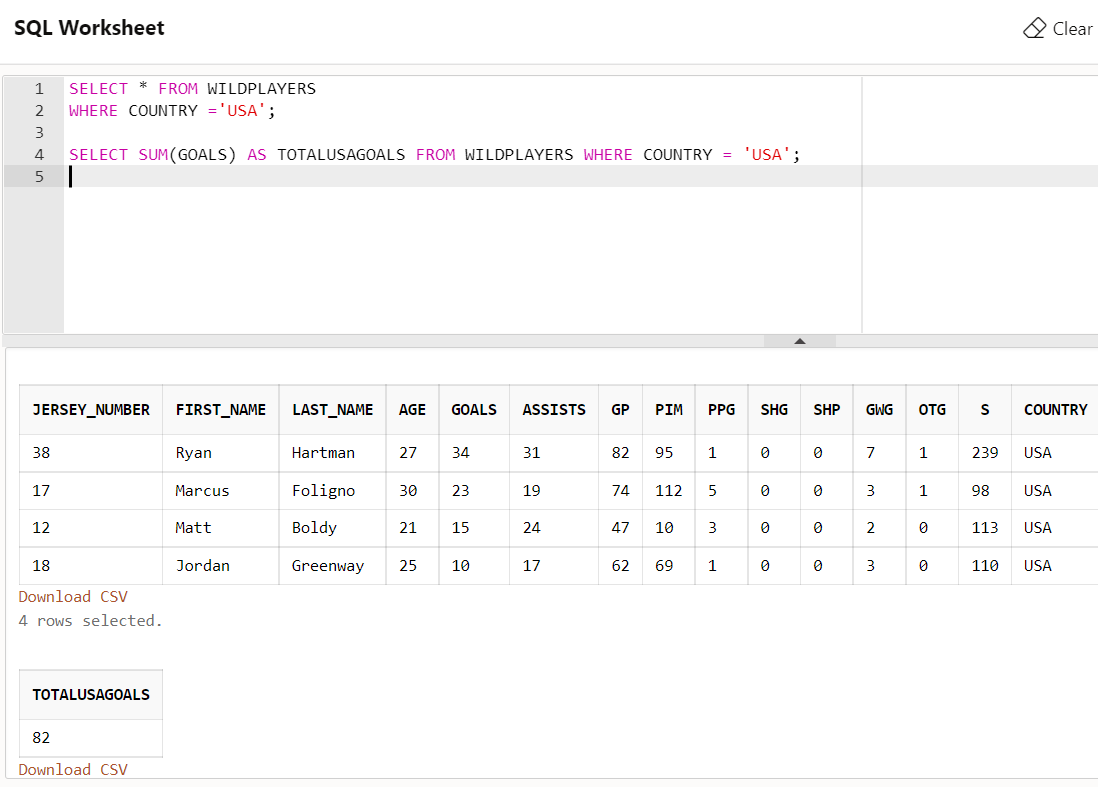 SQL Worksheet
Clear
1 SELECT * FROM WILDPLAYERS
2 WHERE COUNTRY ='USA';
3
4 SELECT SUM(GOALS) AS TOTALUSAGOALS FROM WILDPLAYERS WHERE COUNTRY = 'USA';
5
JERSEY_NUMBER FIRST_NAME LAST_NAME AGE GOALS ASSISTS GP PIM PPG SHG SHP GWG OTG S COUNTRY
38 Ryan Hartman 27 34 31 82 95 1 0 0 7 1 239 USA
17 Marcus Foligno 30 23 19 74 112 5 0 0 3 1 98 USA
12 Matt Boldy 21 15 24 47 10 3 0 0 2 0 113 USA
18 Jordan Greenway 25 10 17 62 69 1 0 0 3 0 110 USA
Download CSV
4 rows selected.
TOTALUSAGOALS
82
Download CSV